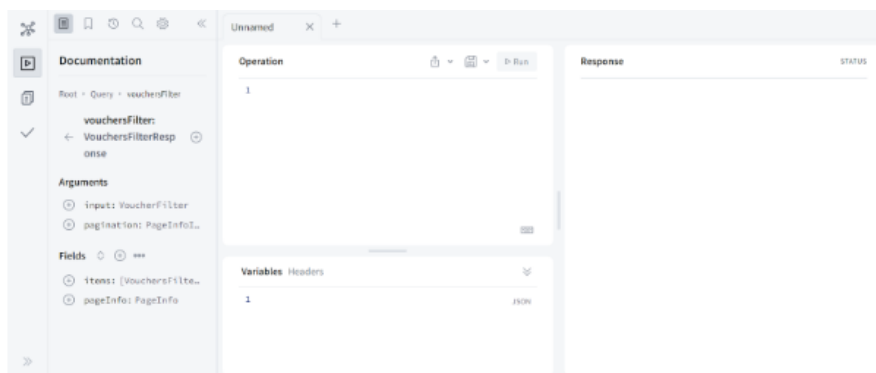 Unnamed
Documentation
Root • Query • vouchersFilter
vouchersFilter:
VouchersFilterResp
onse
Arguments
input: VoucherFilter
pagination: PageInfoI…
Fields
items: [VouchersFilte…
pageInfo: PageInfo
Operation
Run
1
Variables Headers
1
JSON
Response
STATUS